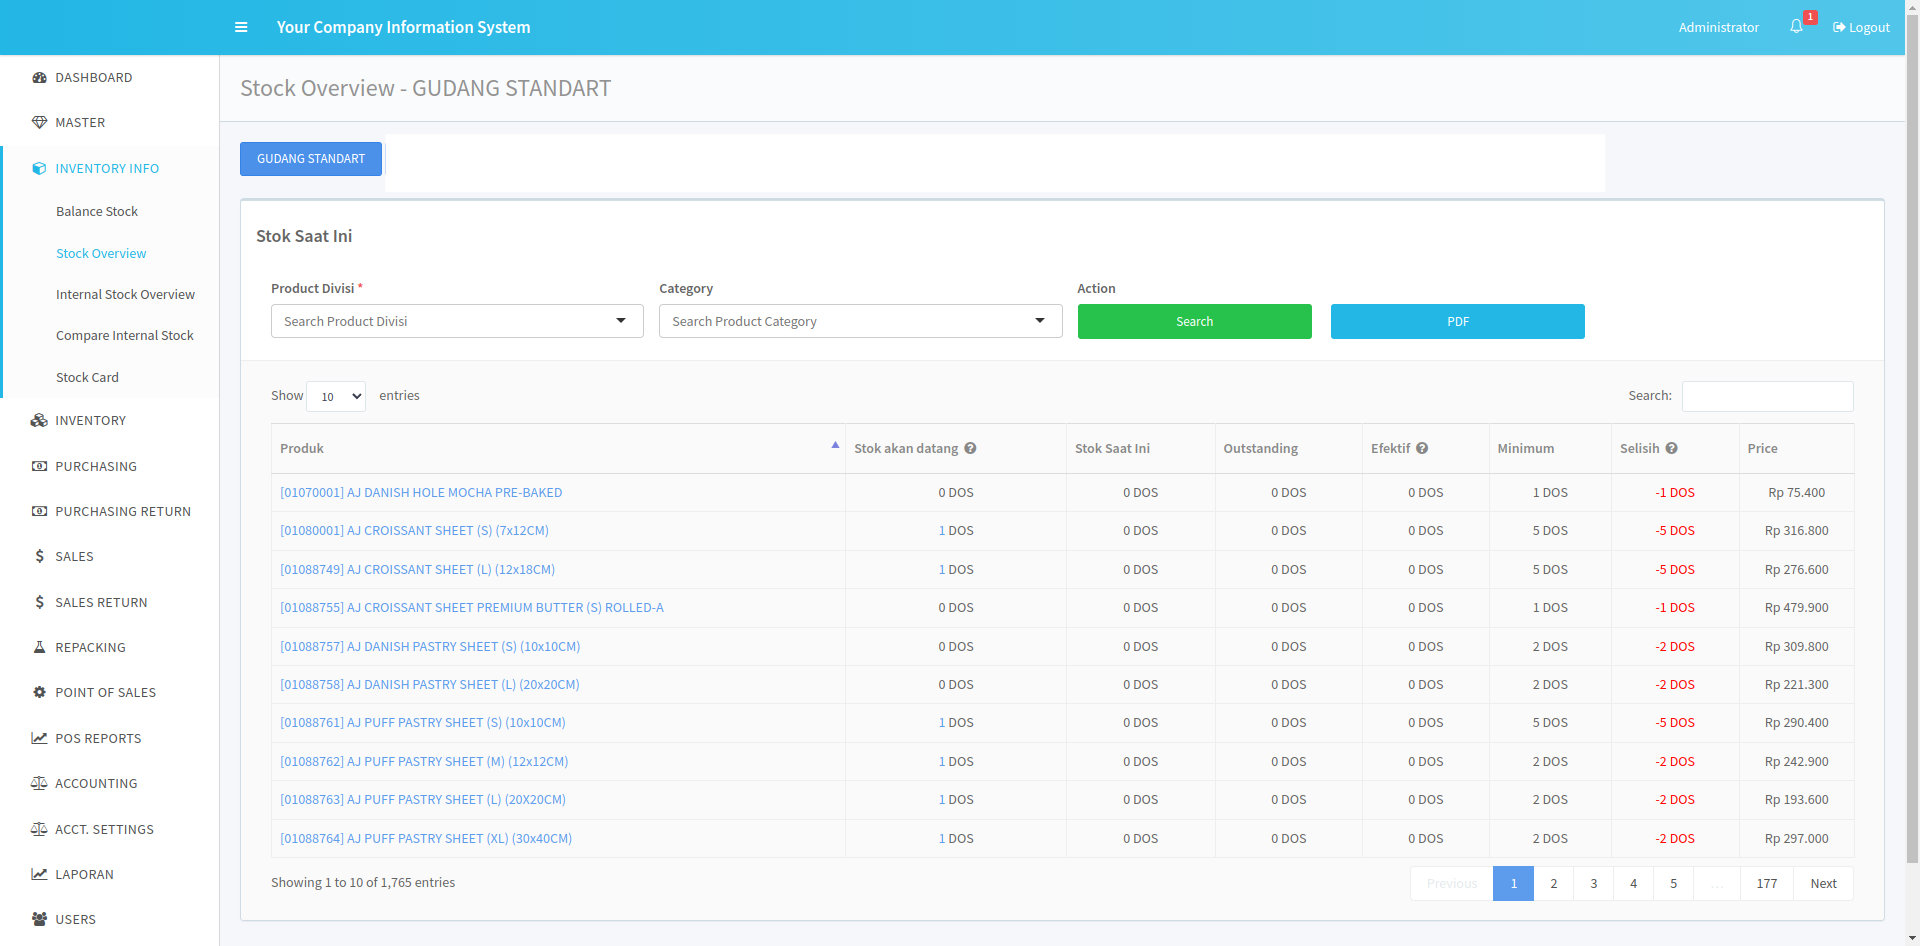 Your Company Information System
Administrator 1 Logout
DASHBOARD
MASTER
INVENTORY INFO
Balance Stock
Stock Overview
Internal Stock Overview
Compare Internal Stock
Stock Card
INVENTORY
PURCHASING
PURCHASING RETURN
SALES
SALES RETURN
REPACKING
POINT OF SALES
POS REPORTS
ACCOUNTING
ACCT. SETTINGS
LAPORAN
USERS
Stock Overview - GUDANG STANDART
GUDANG STANDART
Stok Saat Ini
Product Divisi * Category Action
Search Product Divisi Search Product Category Search PDF
Show 10 entries Search:
Produk Stok akan datang Stok Saat Ini Outstanding Efektif Minimum Selisih Price
[01070001] AJ DANISH HOLE MOCHA PRE-BAKED 0 DOS 0 DOS 0 DOS 0 DOS 1 DOS -1 DOS Rp 75.400
[01080001] AJ CROISSANT SHEET (S) (7x12CM) 1 DOS 0 DOS 0 DOS 0 DOS 5 DOS -5 DOS Rp 316.800
[01088749] AJ CROISSANT SHEET (L) (12x18CM) 1 DOS 0 DOS 0 DOS 0 DOS 5 DOS -5 DOS Rp 276.600
[01088755] AJ CROISSANT SHEET PREMIUM BUTTER (S) ROLLED-A 0 DOS 0 DOS 0 DOS 0 DOS 1 DOS -1 DOS Rp 479.900
[01088757] AJ DANISH PASTRY SHEET (S) (10x10CM) 0 DOS 0 DOS 0 DOS 0 DOS 2 DOS -2 DOS Rp 309.800
[01088758] AJ DANISH PASTRY SHEET (L) (20x20CM) 0 DOS 0 DOS 0 DOS 0 DOS 2 DOS -2 DOS Rp 221.300
[01088761] AJ PUFF PASTRY SHEET (S) (10x10CM) 1 DOS 0 DOS 0 DOS 0 DOS 5 DOS -5 DOS Rp 290.400
[01088762] AJ PUFF PASTRY SHEET (M) (12x12CM) 1 DOS 0 DOS 0 DOS 0 DOS 2 DOS -2 DOS Rp 242.900
[01088763] AJ PUFF PASTRY SHEET (L) (20X20CM) 1 DOS 0 DOS 0 DOS 0 DOS 2 DOS -2 DOS Rp 193.600
[01088764] AJ PUFF PASTRY SHEET (XL) (30x40CM) 1 DOS 0 DOS 0 DOS 0 DOS 2 DOS -2 DOS Rp 297.000
Showing 1 to 10 of 1,765 entries Previous 1 2 3 4 5 … 177 Next